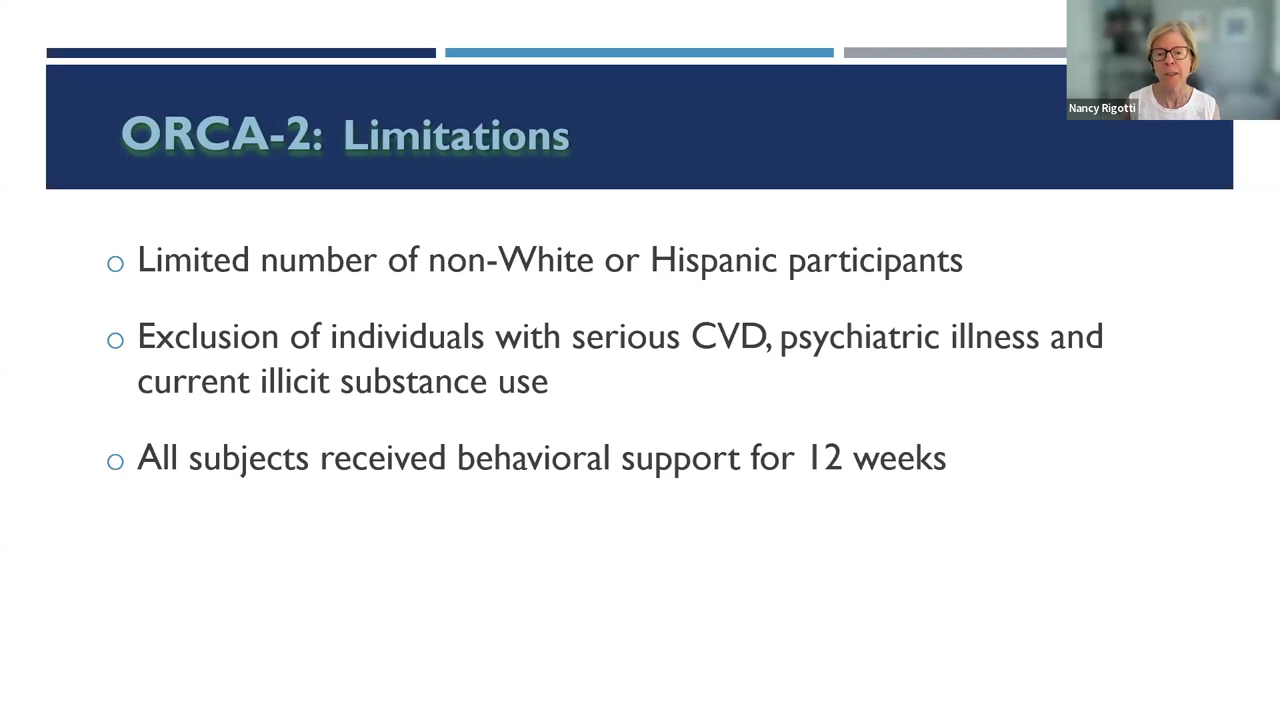 Nancy Rigotti
ORCA-2: Limitations
o Limited number of non-White or Hispanic participants
o Exclusion of individuals with serious CVD, psychiatric illness and
current illicit substance use
o All subjects received behavioral support for 12 weeks